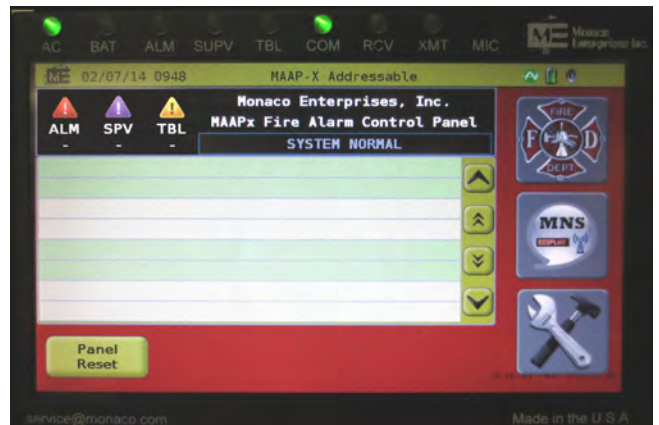 AC BAT ALM SUPV TBL COM RCV XMT MIC
ME Monaco
Enterprises Inc.
ME 02/07/14 0948 MAAP-X Addressable
Monaco Enterprises, Inc.
MAAPx Fire Alarm Control Panel
ALM SPV TBL
- - -
SYSTEM NORMAL
FIRE
F D
DEPT
MNS
DISPLAY
Panel
Reset
service@monaco.com
Made in the U S A